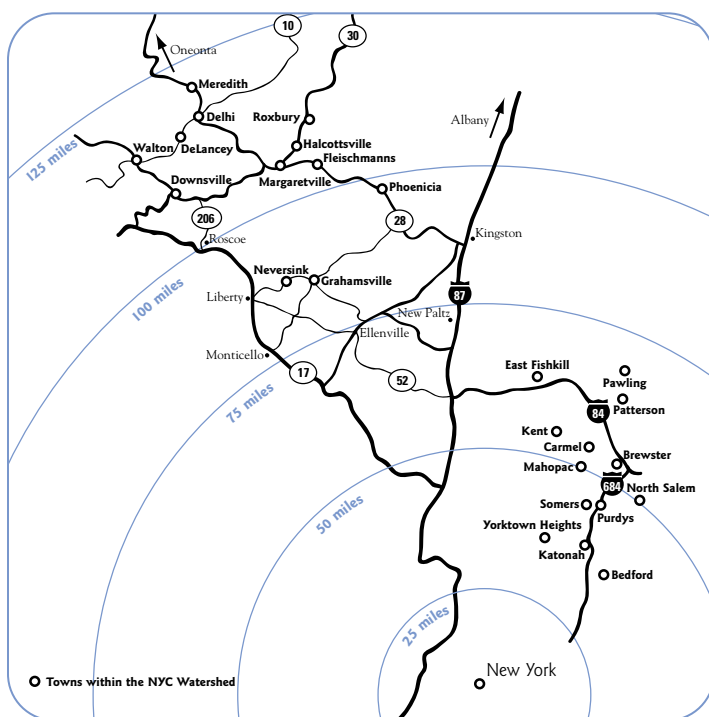 10
30
Oneonta
Albany
Meredith
Delhi
Roxbury
DeLancey
Walton
Halcottsville
Fleischmanns
Margaretville
Downsville
Phoenicia
125 miles
206
28
Roscoe
Kingston
Neversink
Grahamsville
Liberty
87
100 miles
New Paltz
Ellenville
Monticello
17
52
75 miles
East Fishkill
Pawling
84
Patterson
Kent
Carmel
Brewster
Mahopac
684
North Salem
50 miles
Somers
Purdys
Yorktown Heights
Katonah
Bedford
25 miles
New York
Towns within the NYC Watershed